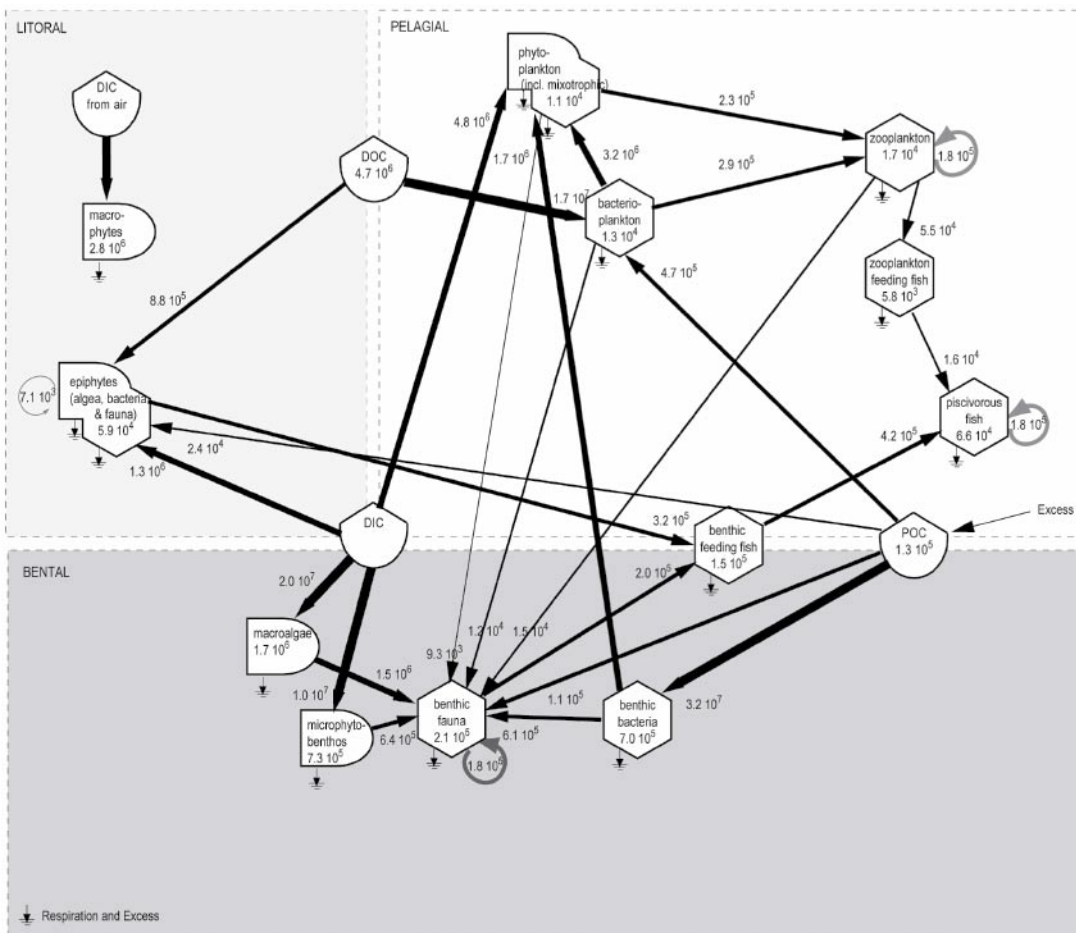 LITORAL
PELAGIAL
DIC
from air
macro-
phytes
2.8 10⁶
phyto-
plankton
(incl. mixotrophic)
1.1 10⁴
2.3 10⁵
zooplankton
1.7 10⁴
1.8 10⁵
4.8 10⁶
1.7 10⁶
3.2 10⁶
2.9 10⁵
DOC
4.7 10⁶
1.7 10⁷
bacterio-
plankton
1.3 10⁴
5.5 10⁴
zooplankton
feeding fish
5.8 10³
4.7 10⁵
8.8 10⁵
1.6 10⁴
7.1 10³
epiphytes
(algea, bacteria
& fauna)
5.9 10⁴
piscivorous
fish
6.6 10⁴
1.8 10⁵
4.2 10⁵
2.4 10⁴
1.3 10⁶
DIC
3.2 10⁵
benthic
feeding fish
1.5 10⁵
POC
1.3 10⁵
Excess
BENTAL
2.0 10⁷
2.0 10⁵
macroalgae
1.7 10⁶
1.2 10⁴
1.5 10⁴
9.3 10³
1.5 10⁶
1.0 10⁷
microphyto-
benthos
7.3 10⁵
6.4 10⁵
benthic
fauna
2.1 10⁵
1.8 10⁵
1.1 10⁵
6.1 10⁵
benthic
bacteria
7.0 10⁵
3.2 10⁷
Respiration and Excess